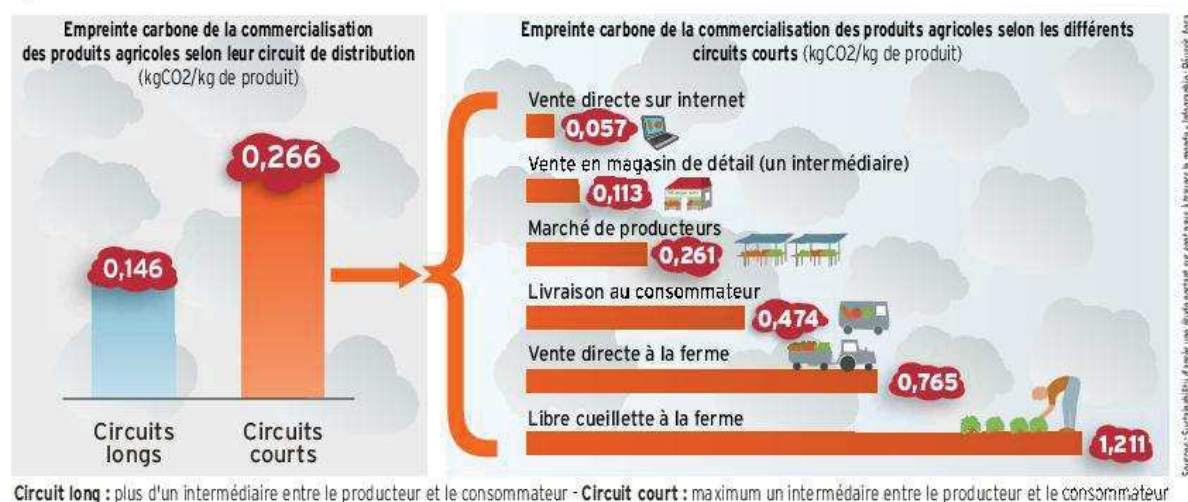 Empreinte carbone de la commercialisation
des produits agricoles selon leur circuit de distribution
(kgCO2/kg de produit)
0,146
0,266
Circuits
longs
Circuits
courts
Empreinte carbone de la commercialisation des produits agricoles selon les différents
circuits courts (kgCO2/kg de produit)
Vente directe sur internet
0,057
Vente en magasin de détail (un intermédiaire)
0,113
Marché de producteurs
0,261
Livraison au consommateur
0,474
Vente directe à la ferme
0,765
Libre cueillette à la ferme
1,211
Circuit long : plus d'un intermédiaire entre le producteur et le consommateur - Circuit court : maximum un intermédaire entre le producteur et le consommateur